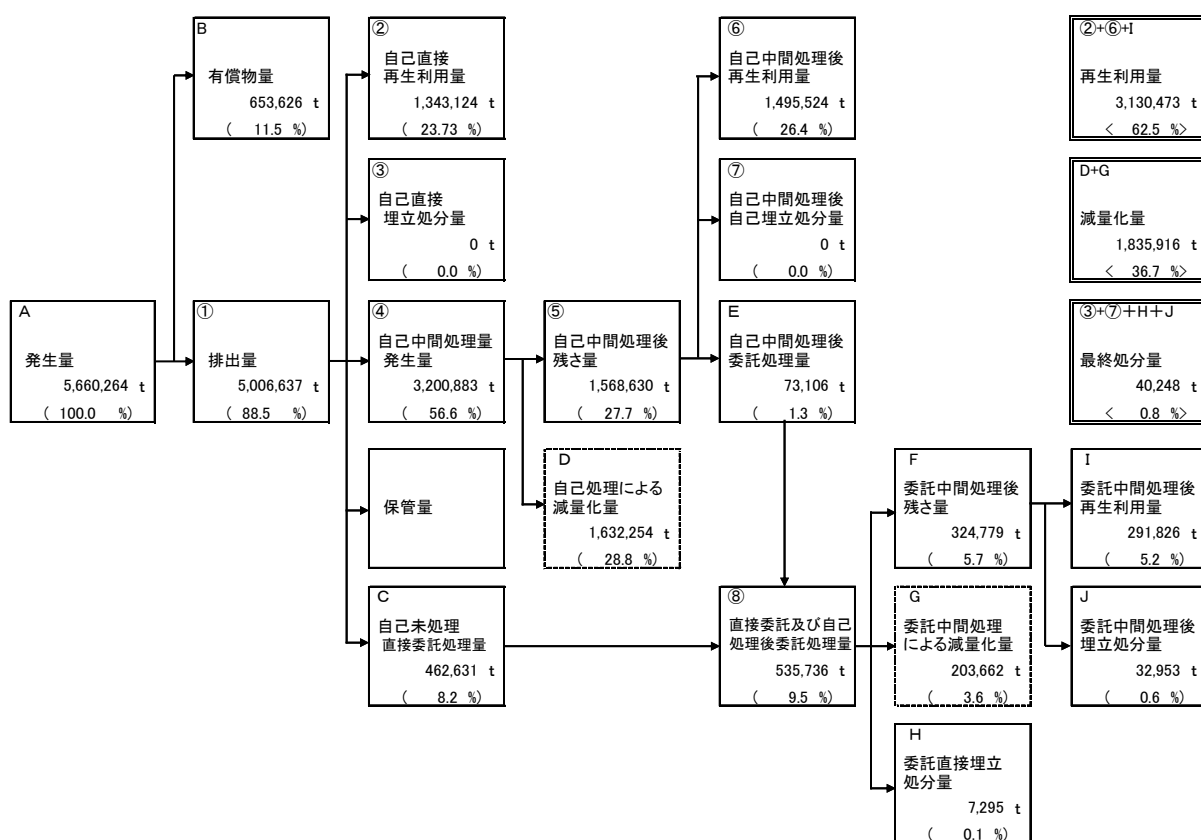 B
有償物量
653,626 t
( 11.5 %)
②
自己直接
再生利用量
1,343,124 t
( 23.73 %)
⑥
自己中間処理後
再生利用量
1,495,524 t
( 26.4 %)
②+⑥+I
再生利用量
3,130,473 t
< 62.5 %>
③
自己直接
埋立処分量
0 t
( 0.0 %)
⑦
自己中間処理後
自己埋立処分量
0 t
( 0.0 %)
D+G
減量化量
1,835,916 t
< 36.7 %>
A
発生量
5,660,264 t
( 100.0 %)
①
排出量
5,006,637 t
( 88.5 %)
④
自己中間処理量
発生量
3,200,883 t
( 56.6 %)
⑤
自己中間処理後
残さ量
1,568,630 t
( 27.7 %)
E
自己中間処理後
委託処理量
73,106 t
( 1.3 %)
③+⑦+H+J
最終処分量
40,248 t
< 0.8 %>
保管量
D
自己処理による
減量化量
1,632,254 t
( 28.8 %)
F
委託中間処理後
残さ量
324,779 t
( 5.7 %)
I
委託中間処理後
再生利用量
291,826 t
( 5.2 %)
C
自己未処理
直接委託処理量
462,631 t
( 8.2 %)
⑧
直接委託及び自己
処理後委託処理量
535,736 t
( 9.5 %)
G
委託中間処理
による減量化量
203,662 t
( 3.6 %)
J
委託中間処理後
埋立処分量
32,953 t
( 0.6 %)
H
委託直接埋立
処分量
7,295 t
( 0.1 %)